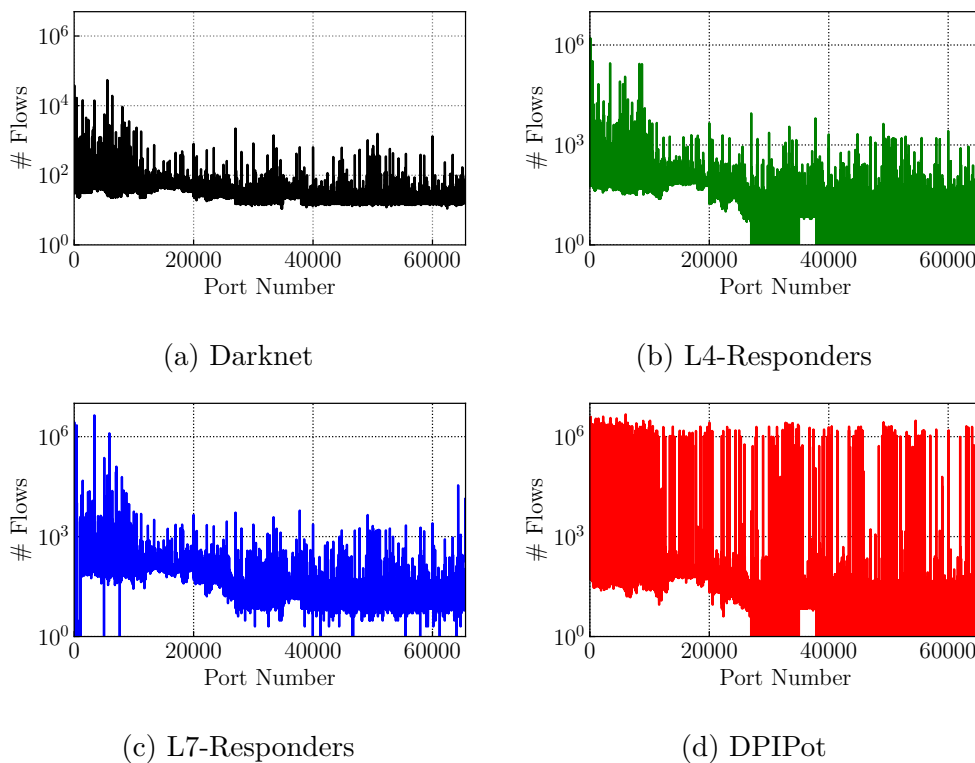 10^6
10^4
10^2
10^0
# Flows
0 20000 40000 60000
Port Number
(a) Darknet
10^6
10^3
10^0
# Flows
0 20000 40000 60000
Port Number
(b) L4-Responders
10^6
10^3
10^0
# Flows
0 20000 40000 60000
Port Number
(c) L7-Responders
10^6
10^3
10^0
# Flows
0 20000 40000 60000
Port Number
(d) DPIPot